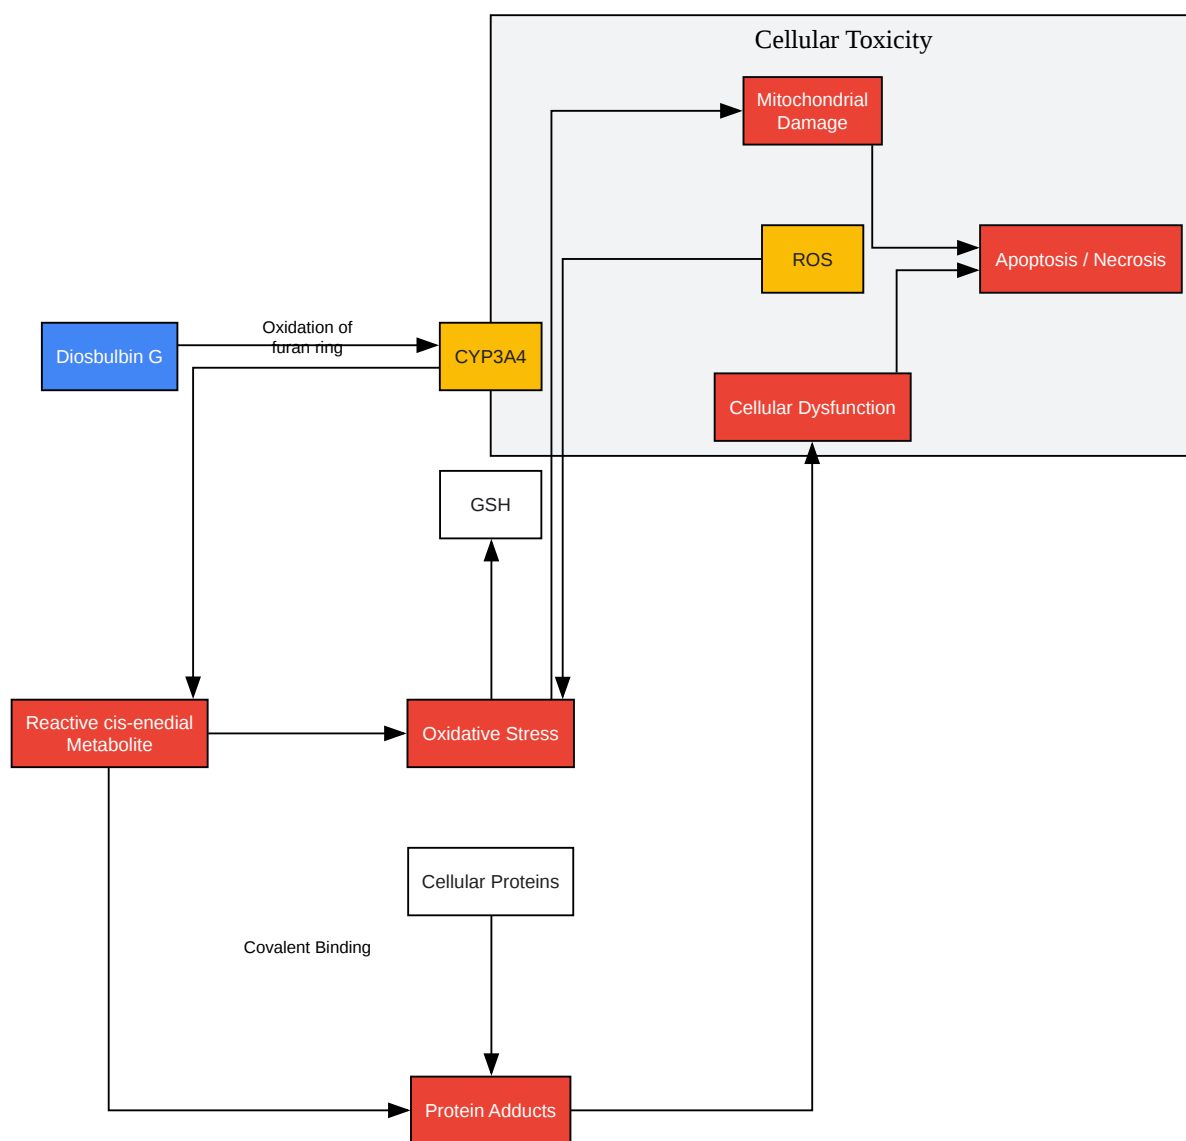 Cellular Toxicity
Mitochondrial
Damage
ROS
Apoptosis / Necrosis
Diosbulbin G
Oxidation of
furan ring
CYP3A4
Cellular Dysfunction
GSH
Reactive cis-enedial
Metabolite
Oxidative Stress
Cellular Proteins
Covalent Binding
Protein Adducts